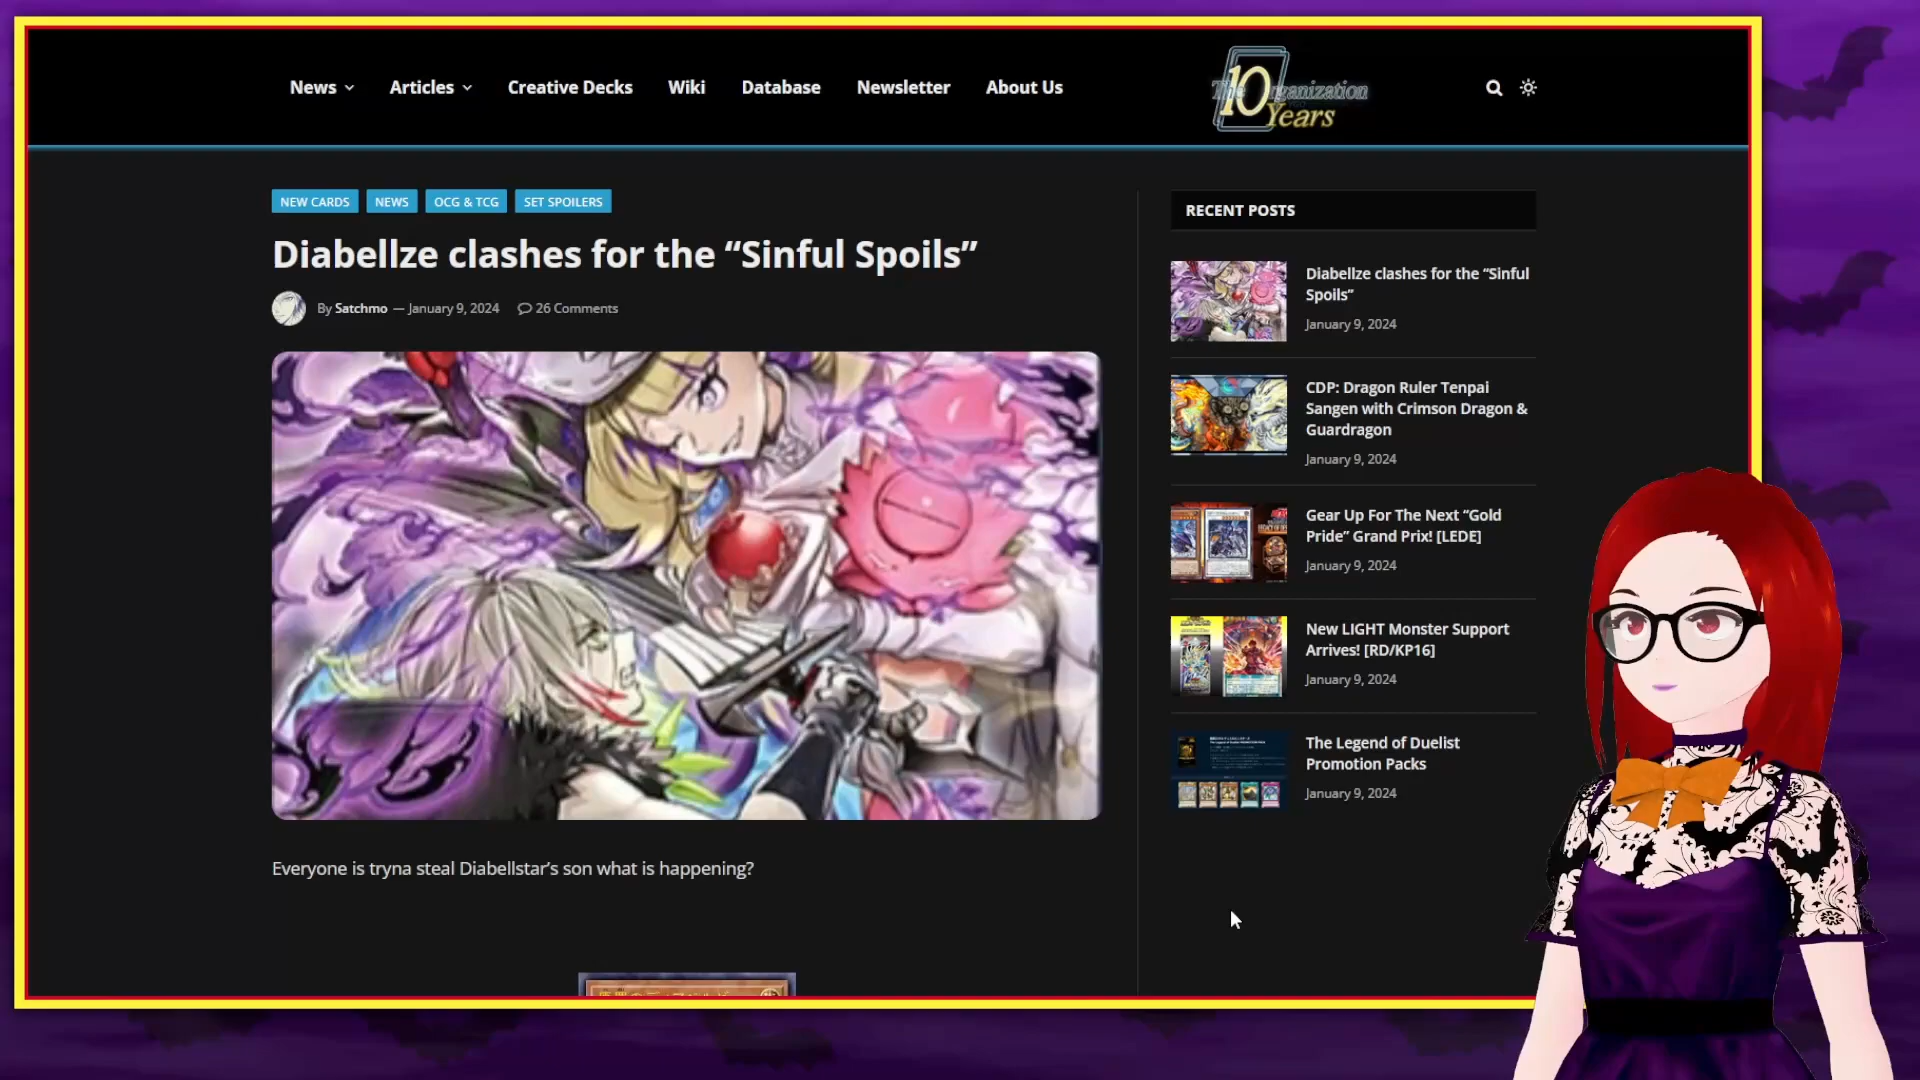 News
Articles
Creative Decks
Wiki
Database
Newsletter
About Us
The Organization
10 Years
NEW CARDS
NEWS
OCG & TCG
SET SPOILERS
Diabellze clashes for the “Sinful Spoils”
By Satchmo — January 9, 2024 26 Comments
Everyone is tryna steal Diabellstar’s son what is happening?
RECENT POSTS
Diabellze clashes for the “Sinful
Spoils”
January 9, 2024
CDP: Dragon Ruler Tenpai
Sangen with Crimson Dragon &
Guardragon
January 9, 2024
Gear Up For The Next “Gold
Pride” Grand Prix! [LEDE]
January 9, 2024
New LIGHT Monster Support
Arrives! [RD/KP16]
January 9, 2024
The Legend of Duelist
Promotion Packs
January 9, 2024